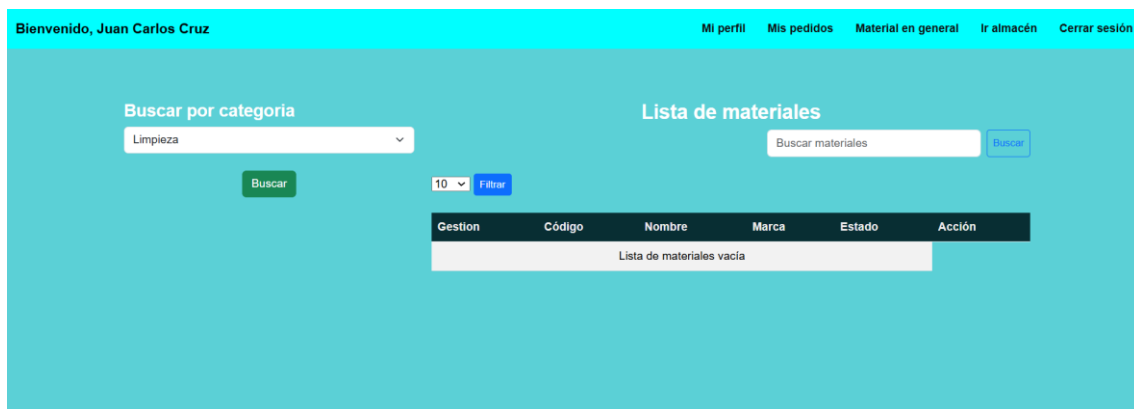 Bienvenido, Juan Carlos Cruz
Mi perfil Mis pedidos Material en general Ir almacén Cerrar sesión
Buscar por categoria
Limpieza
Buscar
Lista de materiales
Buscar materiales Buscar
10 Filtrar
Gestion Código Nombre Marca Estado Acción
Lista de materiales vacía